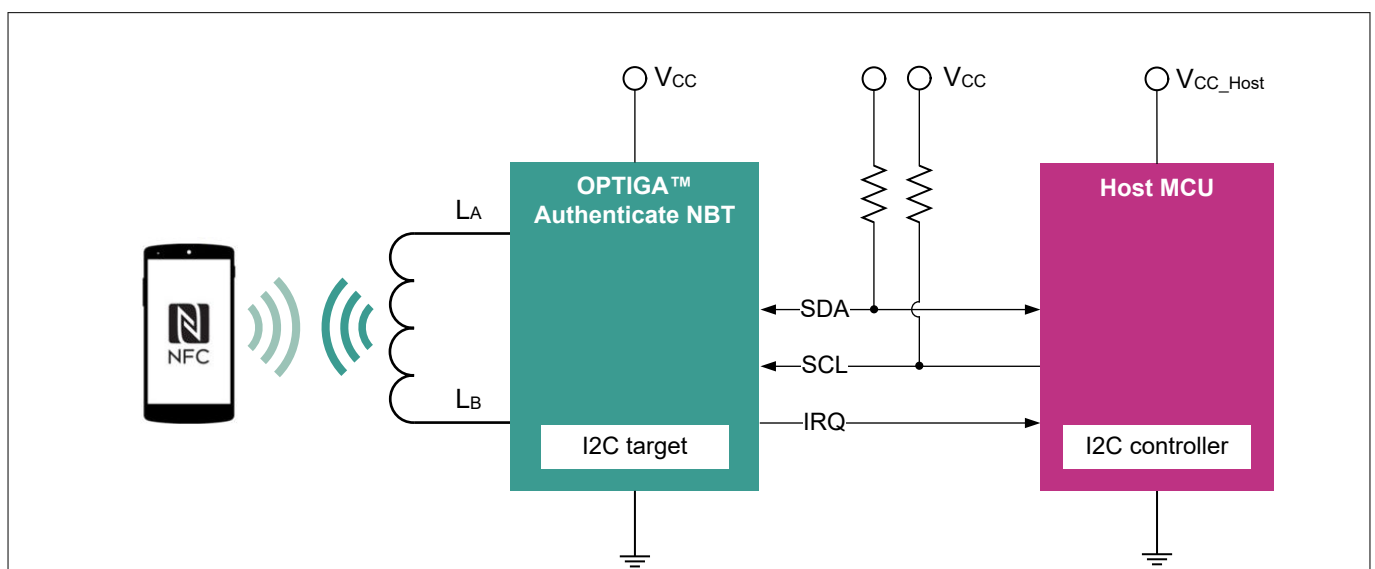 VCC
VCC
VCC_Host
OPTIGA™
Authenticate NBT
Host MCU
LA
SDA
NFC
SCL
LB
IRQ
I2C target
I2C controller